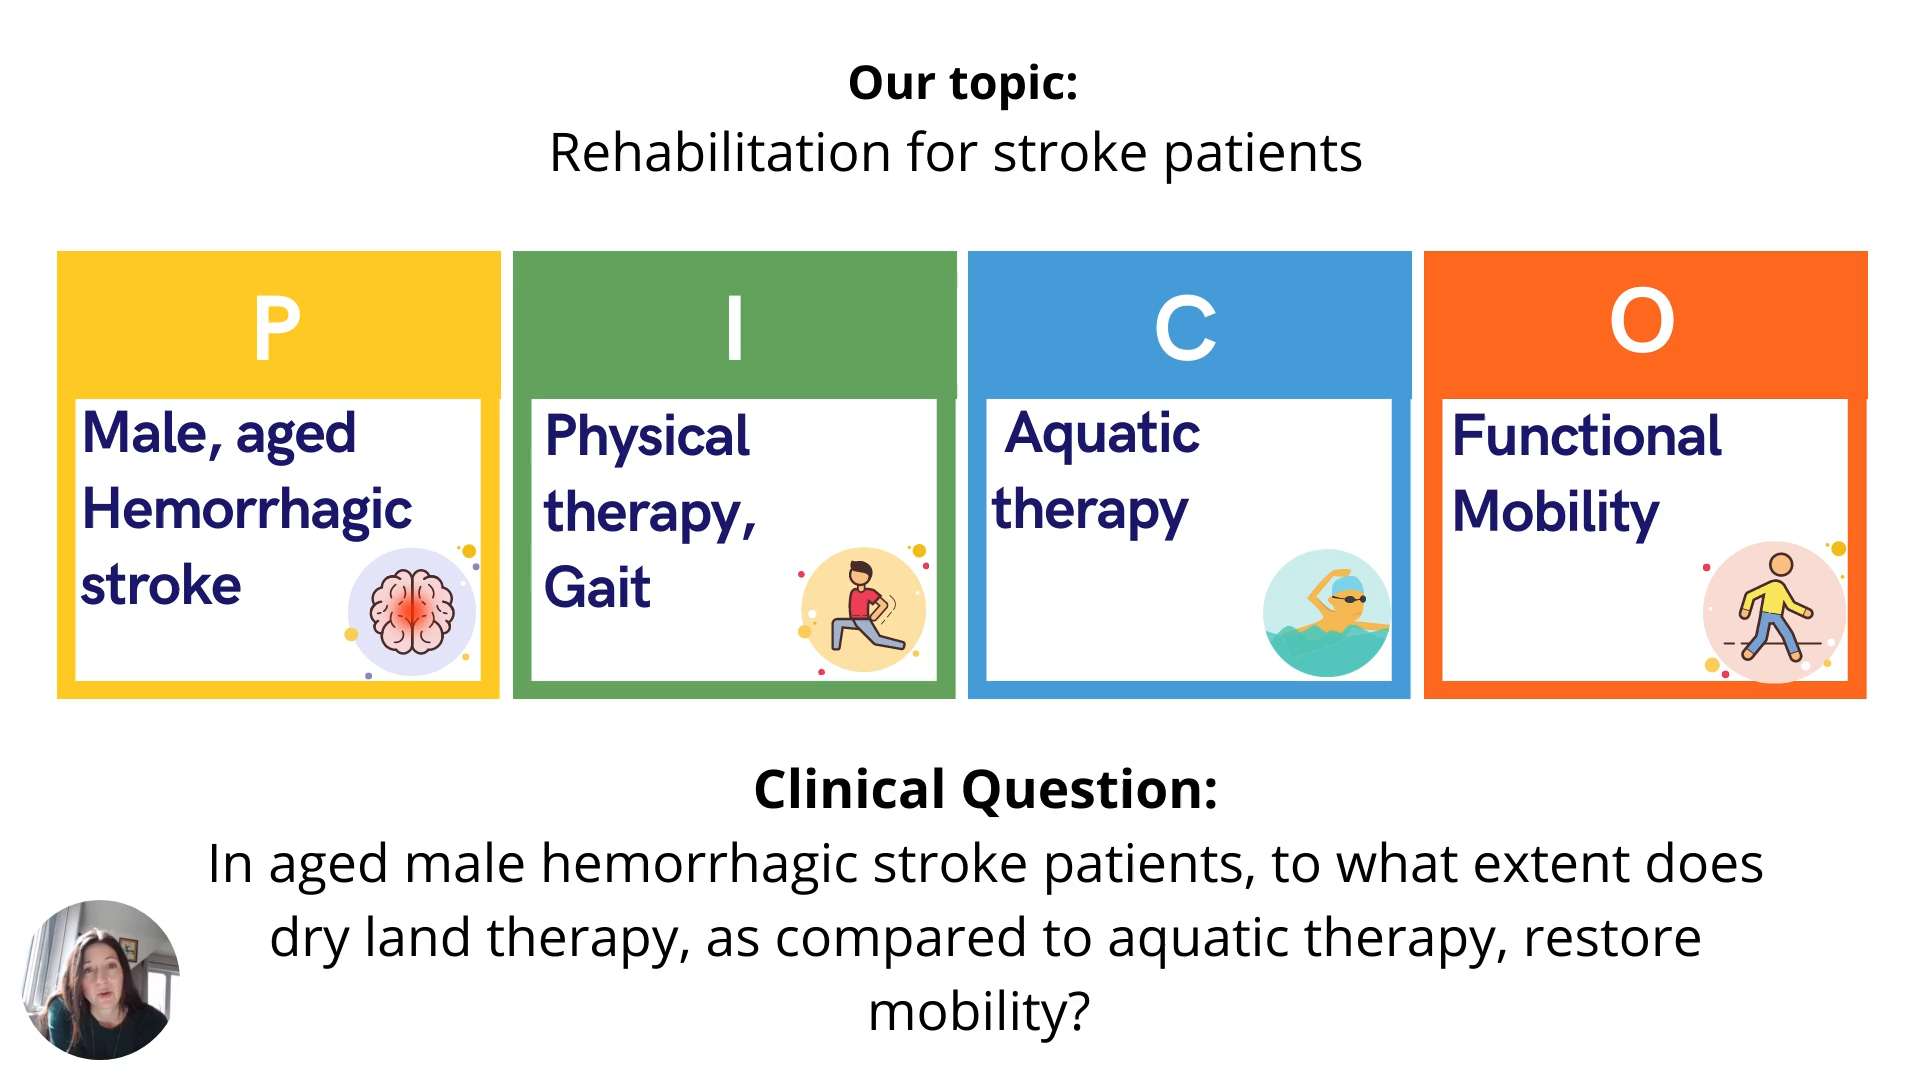 Our topic:
Rehabilitation for stroke patients
P
I
C
O
Male, aged
Hemorrhagic
stroke
Physical
therapy,
Gait
Aquatic
therapy
Functional
Mobility
Clinical Question:
In aged male hemorrhagic stroke patients, to what extent does
dry land therapy, as compared to aquatic therapy, restore
mobility?